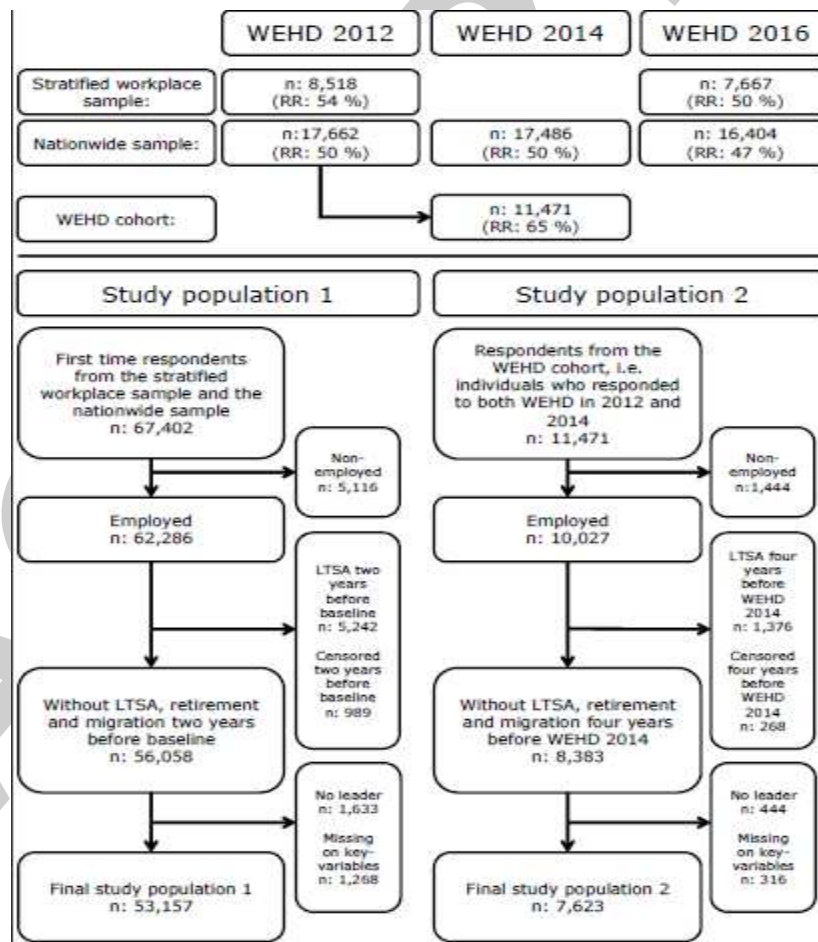 WEHD 2012
WEHD 2014
WEHD 2016
Stratified workplace
sample:
n: 8,518
(RR: 54 %)
n: 7,667
(RR: 50 %)
Nationwide sample:
n:17,662
(RR: 50 %)
n: 17,486
(RR: 50 %)
n: 16,404
(RR: 47 %)
WEHD cohort:
n: 11,471
(RR: 65 %)
Study population 1
First time respondents
from the stratified
workplace sample and the
nationwide sample
n: 67,402
Non-
employed
n: 5,116
Employed
n: 62,286
LTSA two
years
before
baseline
n: 5,242
Censored
two years
before
baseline
n: 989
Without LTSA, retirement
and migration two years
before baseline
n: 56,058
No leader
n: 1,633
Missing
on key-
variables
n: 1,268
Final study population 1
n: 53,157
Study population 2
Respondents from the
WEHD cohort, i.e.
individuals who responded
to both WEHD in 2012 and
2014
n: 11,471
Non-
employed
n:1,444
Employed
n: 10,027
LTSA four
years
before
WEHD
2014
n: 1,376
Censored
four years
before
WEHD
2014
n: 268
Without LTSA, retirement
and migration four years
before WEHD 2014
n: 8,383
No leader
n: 444
Missing
on key-
variables
n: 316
Final study population 2
n: 7,623